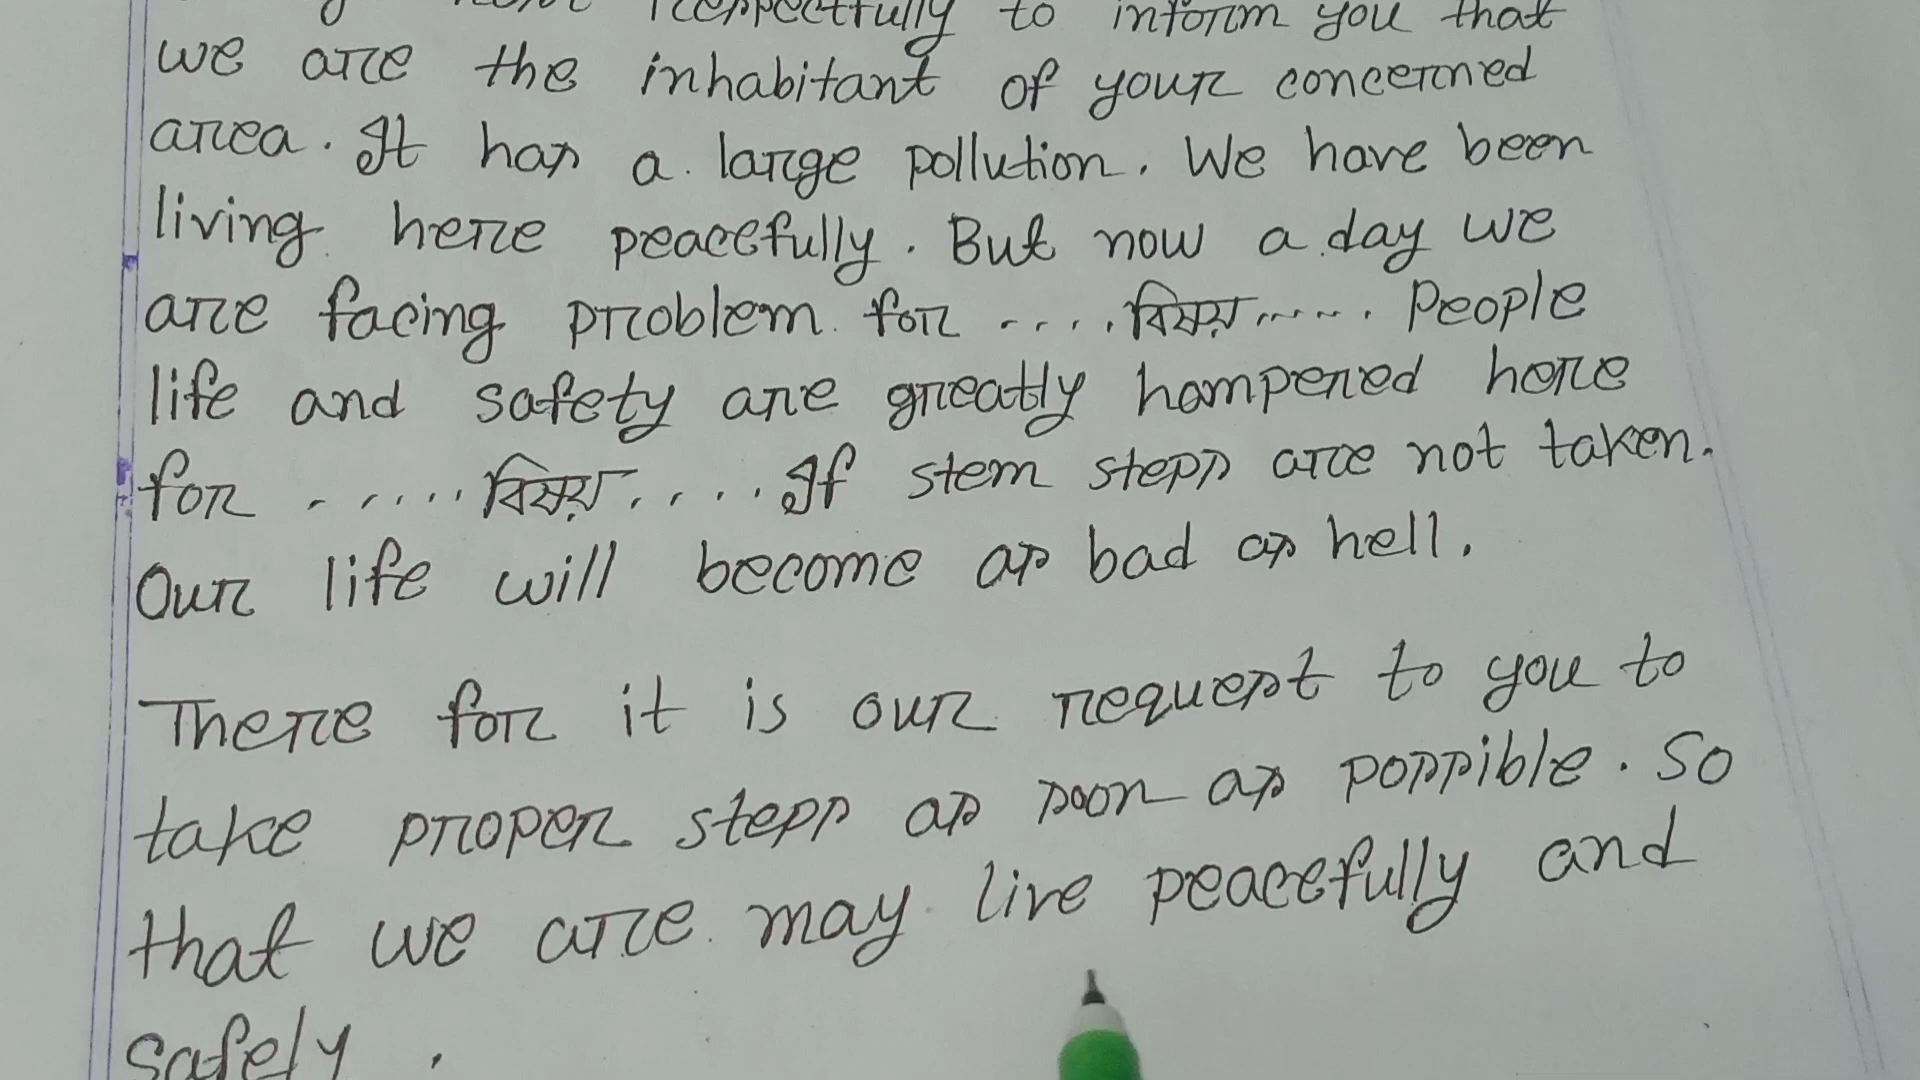 respectfully to inform you that
we are the inhabitant of your concerned
area. It has a large pollution. We have been
living here peacefully. But now a day we
are facing problem for ....বিষয়...... People
life and safety are greatly hampered here
for ......বিষয়..... If stern steps are not taken.
Our life will become as bad as hell.
There for it is our request to you to
take proper steps as soon as possible. So
that we are may live peacefully and
safely.